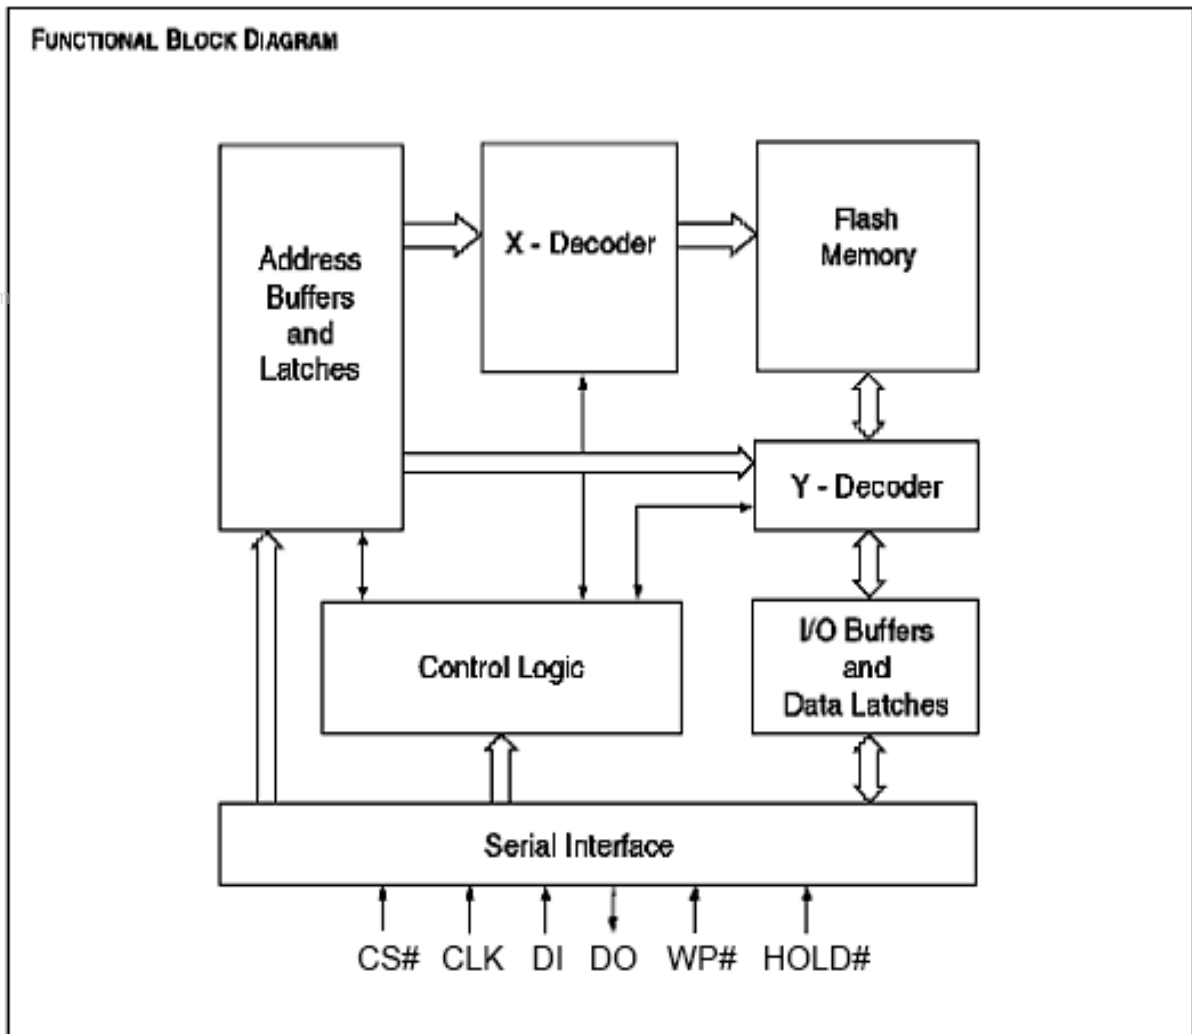 FUNCTIONAL BLOCK DIAGRAM
Address
Buffers
and
Latches
X - Decoder
Flash
Memory
Y - Decoder
Control Logic
I/O Buffers
and
Data Latches
Serial Interface
CS# CLK DI DO WP# HOLD#